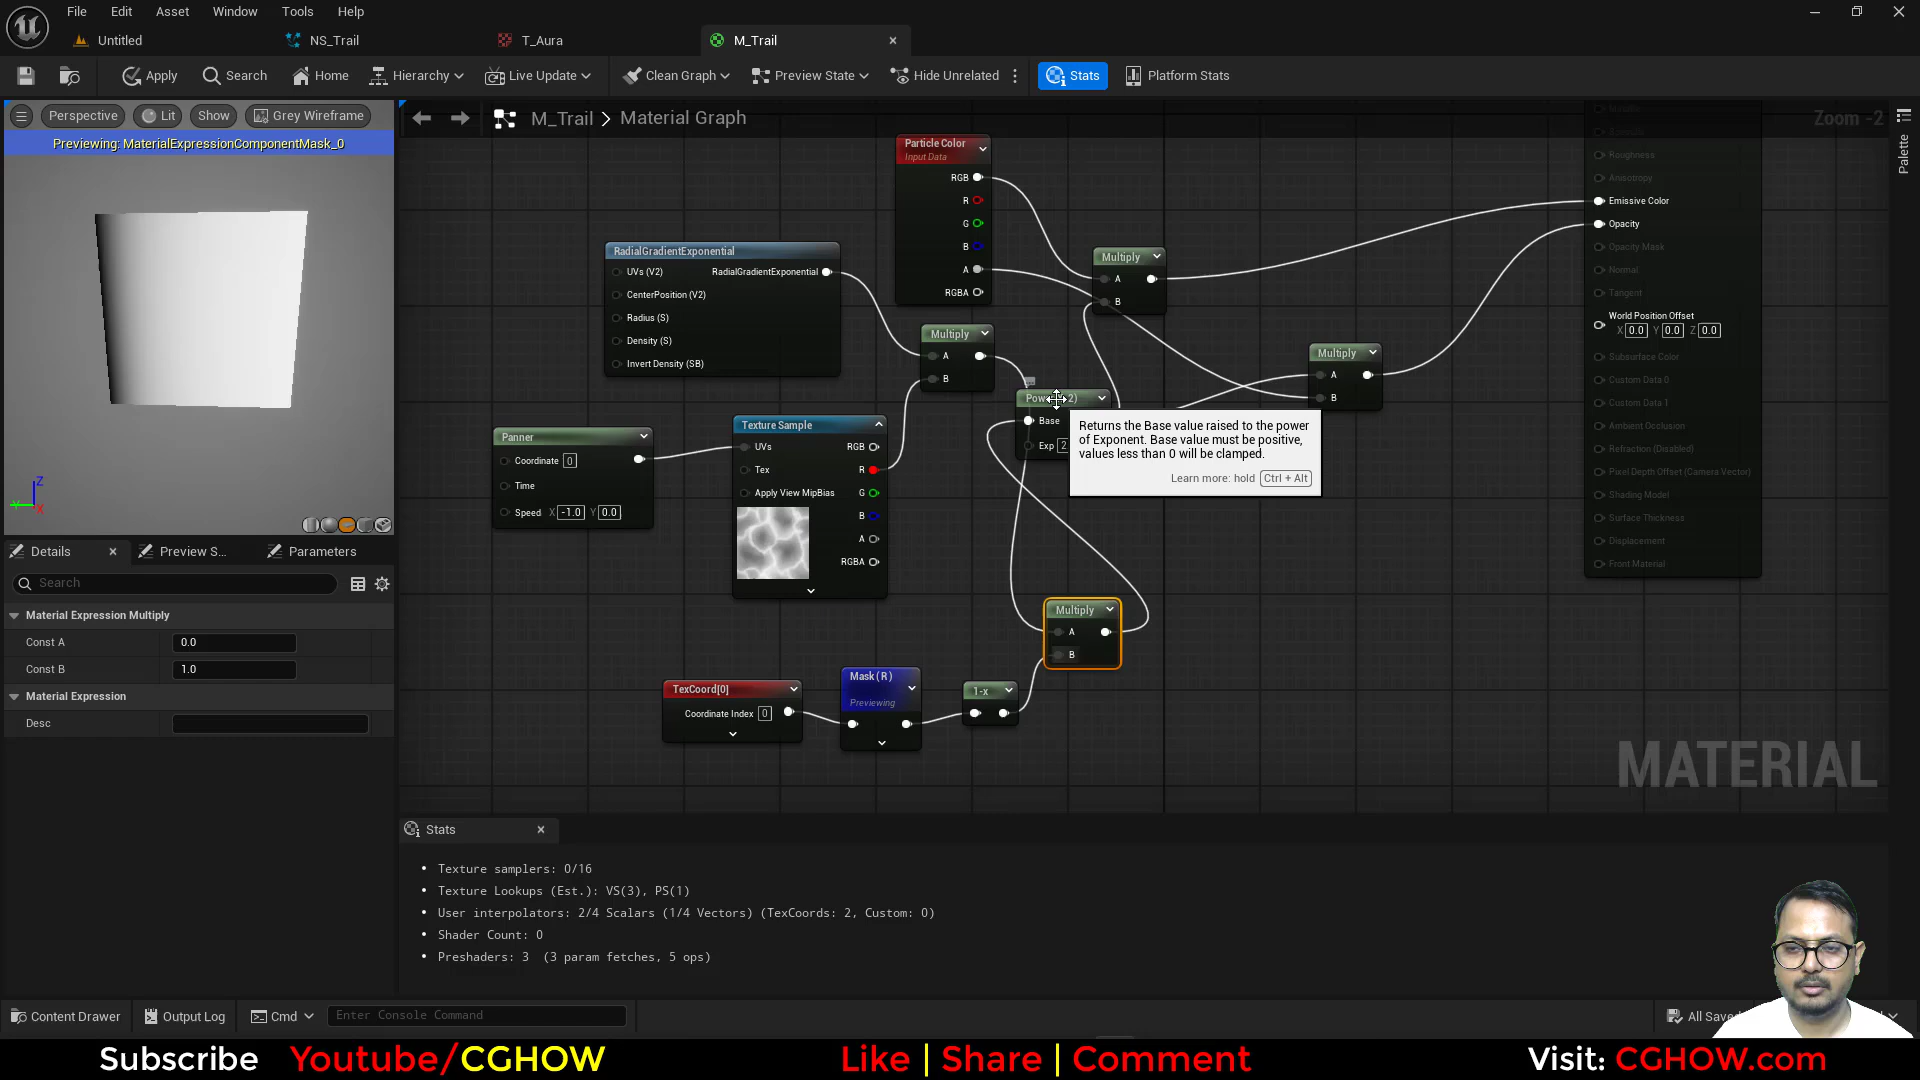 File Edit Asset Window Tools Help
Untitled NS_Trail T_Aura M_Trail
Apply Search Home Hierarchy Live Update Clean Graph Preview State Hide Unrelated Stats Platform Stats
Perspective Lit Show Grey Wireframe
Previewing: MaterialExpressionComponentMask_0
M_Trail > Material Graph
Zoom -2
Palette
Particle Color
Input Data
RGB
R
G
B
A
RGBA
RadialGradientExponential
UVs (V2) RadialGradientExponential
CenterPosition (V2)
Radius (S)
Density (S)
Invert Density (SB)
Multiply
A
B
Multiply
A
B
Multiply
A
B
Base
Exp 2
Returns the Base value raised to the power
of Exponent. Base value must be positive,
values less than 0 will be clamped.
Learn more: hold Ctrl + Alt
Panner
Coordinate 0
Time
Speed X -1.0 Y 0.0
Texture Sample
UVs RGB
Tex R
Apply View MipBias G
B
A
RGBA
Multiply
A
B
TexCoord[0]
Coordinate Index 0
Mask ( R )
Previewing
1-x
Roughness
Anisotropy
Emissive Color
Opacity
Opacity Mask
Normal
Tangent
World Position Offset
X 0.0 Y 0.0 Z 0.0
Subsurface Color
Custom Data 0
Custom Data 1
Ambient Occlusion
Refraction (Disabled)
Pixel Depth Offset (Camera Vector)
Shading Model
Surface Thickness
Displacement
Front Material
MATERIAL
Z
Y
X
Details Preview S... Parameters
Search
Material Expression Multiply
Const A 0.0
Const B 1.0
Material Expression
Desc
Stats
• Texture samplers: 0/16
• Texture Lookups (Est.): VS(3), PS(1)
• User interpolators: 2/4 Scalars (1/4 Vectors) (TexCoords: 2, Custom: 0)
• Shader Count: 0
• Preshaders: 3 (3 param fetches, 5 ops)
Content Drawer Output Log Cmd Enter Console Command All Save
Subscribe Youtube/CGHOW Like | Share | Comment Visit: CGHOW.com